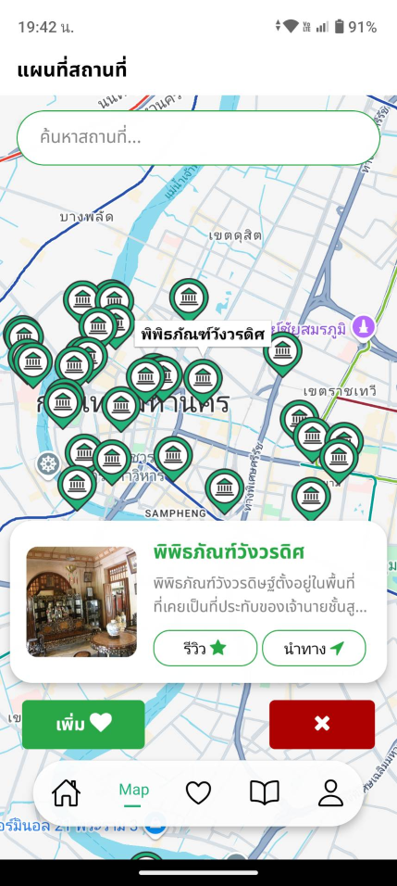 19:42 น.
91%
แผนที่สถานที่
ค้นหาสถานที่...
บางพลัด
เขตดุสิต
พิพิธภัณฑ์วังวรดิศ
ย์ชัยสมรภูมิ
เขตราชเทวี
SAMPHENG
พิพิธภัณฑ์วังวรดิศ
พิพิธภัณฑ์วังวรดิษฐ์ตั้งอยู่ในพื้นที่
ที่เคยเป็นที่ประทับของเจ้านายชั้นสู...
รีวิว
นำทาง
เพิ่ม
Map